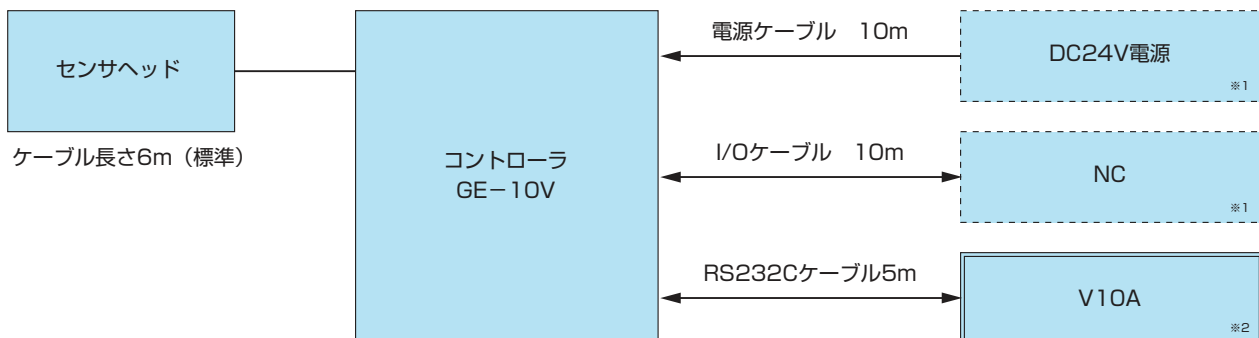 センサヘッド
ケーブル長さ6m（標準）
コントローラ
GE－10V
電源ケーブル　10m
DC24V電源
※1
I/Oケーブル　10m
NC
※1
RS232Cケーブル5m
V10A
※2